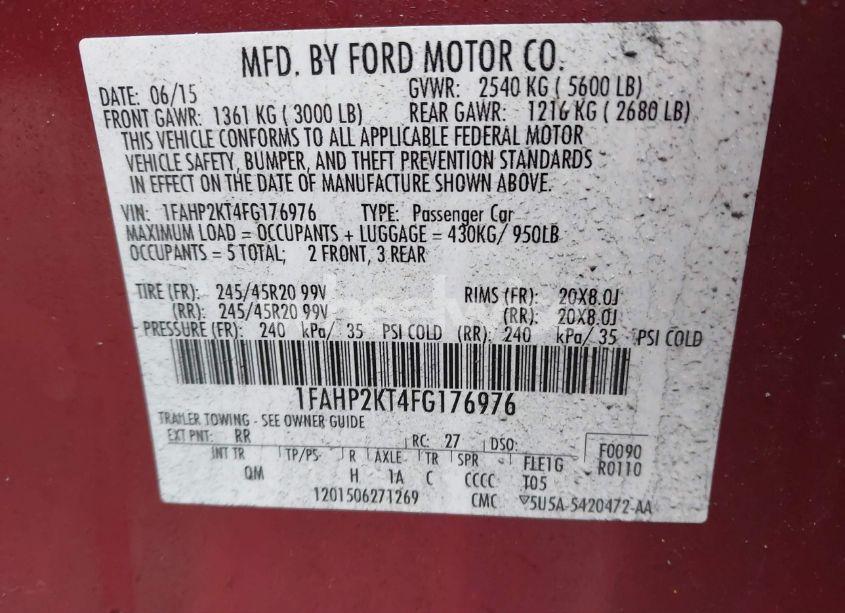 MFD. BY FORD MOTOR CO.
DATE: 06/15 GVWR: 2540 KG ( 5600 LB)
FRONT GAWR: 1361 KG ( 3000 LB) REAR GAWR: 1216 KG ( 2680 LB)
THIS VEHICLE CONFORMS TO ALL APPLICABLE FEDERAL MOTOR
VEHICLE SAFETY, BUMPER, AND THEFT PREVENTION STANDARDS
IN EFFECT ON THE DATE OF MANUFACTURE SHOWN ABOVE.
VIN: 1FAHP2KT4FG176976 TYPE: Passenger Car
MAXIMUM LOAD = OCCUPANTS + LUGGAGE = 430KG/ 950LB
OCCUPANTS = 5 TOTAL; 2 FRONT, 3 REAR
TIRE (FR): 245/45R20 99V RIMS (FR): 20X8.0J
(RR): 245/45R20 99V (RR): 20X8.0J
PRESSURE (FR): 240 kPa/ 35 PSI COLD (RR): 240 kPa/ 35 PSI COLD
1FAHP2KT4FG176976
TRAILER TOWING - SEE OWNER GUIDE
EXT PNT: RR RC: 27 DSO: F0090
INT TR TP/PS R AXLE TR SPR FLE1G R0110
QM H 1A C CCCC T05
1201506271269 CMC ▽5U5A-5420472-AA